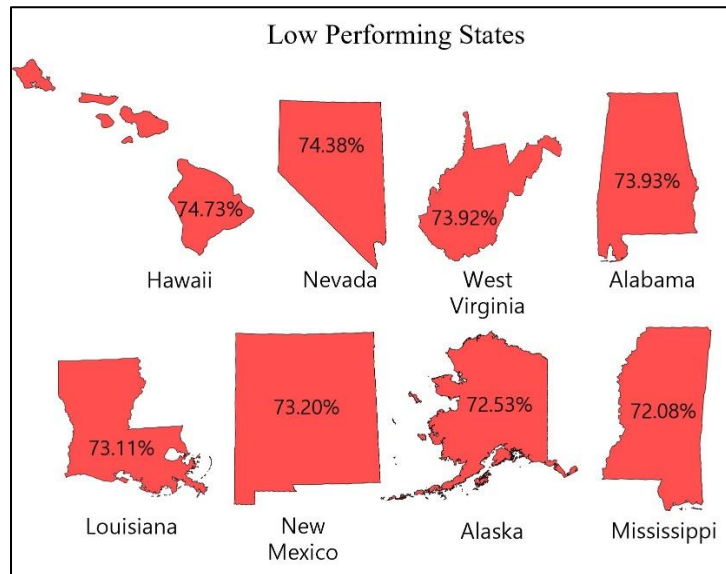 Low Performing States
74.73%
Hawaii
74.38%
Nevada
73.92%
West
Virginia
73.93%
Alabama
73.11%
Louisiana
73.20%
New
Mexico
72.53%
Alaska
72.08%
Mississippi